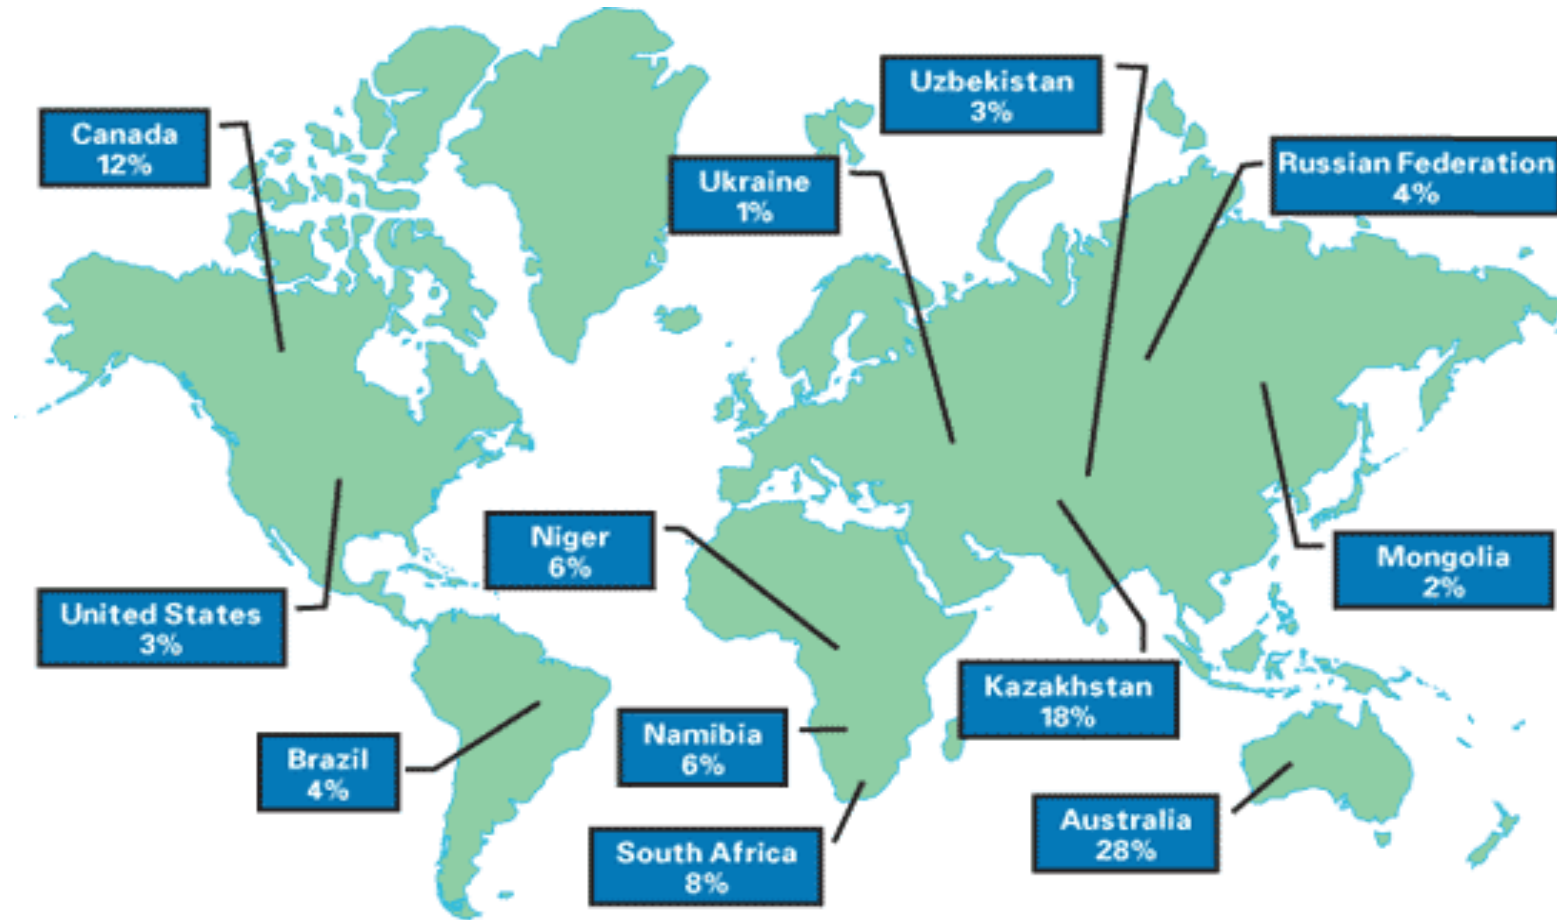 Uzbekistan
3%
Canada
12%
Russian Federation
4%
Ukraine
1%
Niger
6%
Mongolia
2%
United States
3%
Kazakhstan
18%
Namibia
6%
Brazil
4%
Australia
28%
South Africa
8%